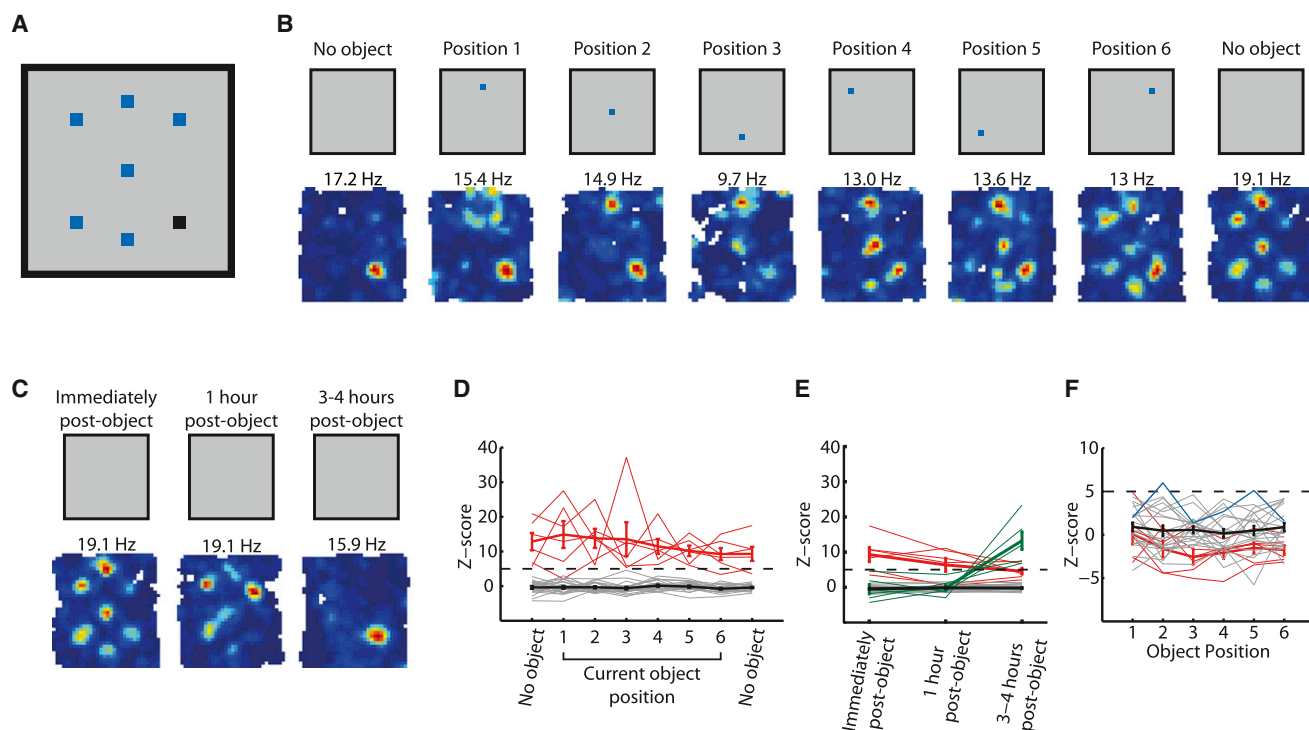 A
B
No object
Position 1
Position 2
Position 3
Position 4
Position 5
Position 6
No object
17.2 Hz
15.4 Hz
14.9 Hz
9.7 Hz
13.0 Hz
13.6 Hz
13 Hz
19.1 Hz
C
Immediately
post-object
1 hour
post-object
3-4 hours
post-object
19.1 Hz
19.1 Hz
15.9 Hz
D
40
30
20
10
0
Z-score
No object
1
2
3
4
5
6
No object
Current object
position
E
40
30
20
10
0
Z-score
Immediately
post-object
1 hour
post-object
3–4 hours
post-object
F
10
5
0
−5
Z-score
1
2
3
4
5
6
Object Position